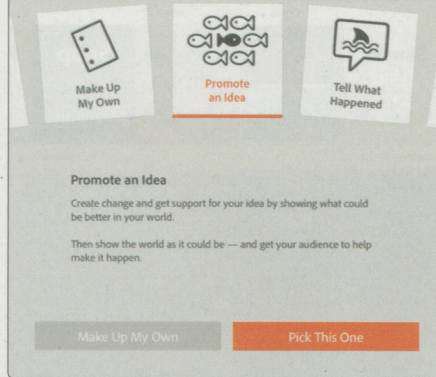 Make Up
My Own
Promote
an Idea
Tell What
Happened
Promote an Idea
Create change and get support for your idea by showing what could
be better in your world.
Then show the world as it could be — and get your audience to help
make it happen.
Make Up My Own
Pick This One